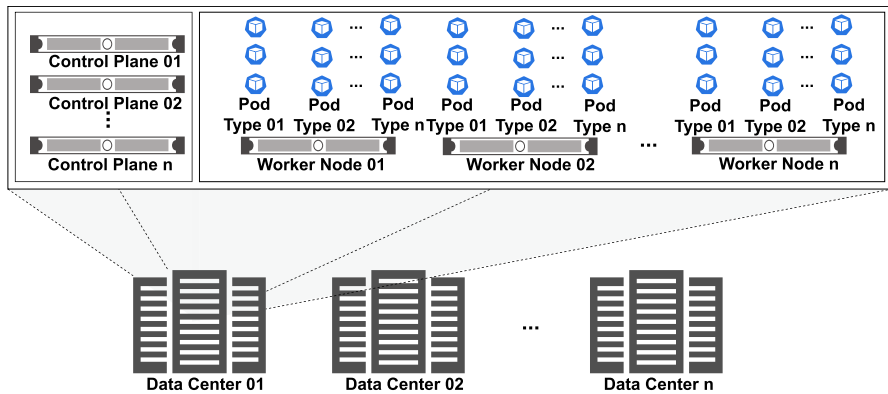 Control Plane 01
Control Plane 02
⋮
Control Plane n
... ... ...
... ... ...
... ... ...
Pod Pod Pod Pod Pod Pod Pod Pod Pod
Type 01 Type 02 Type n Type 01 Type 02 Type n Type 01 Type 02 Type n
...
Worker Node 01 Worker Node 02 Worker Node n
...
Data Center 01 Data Center 02 Data Center n